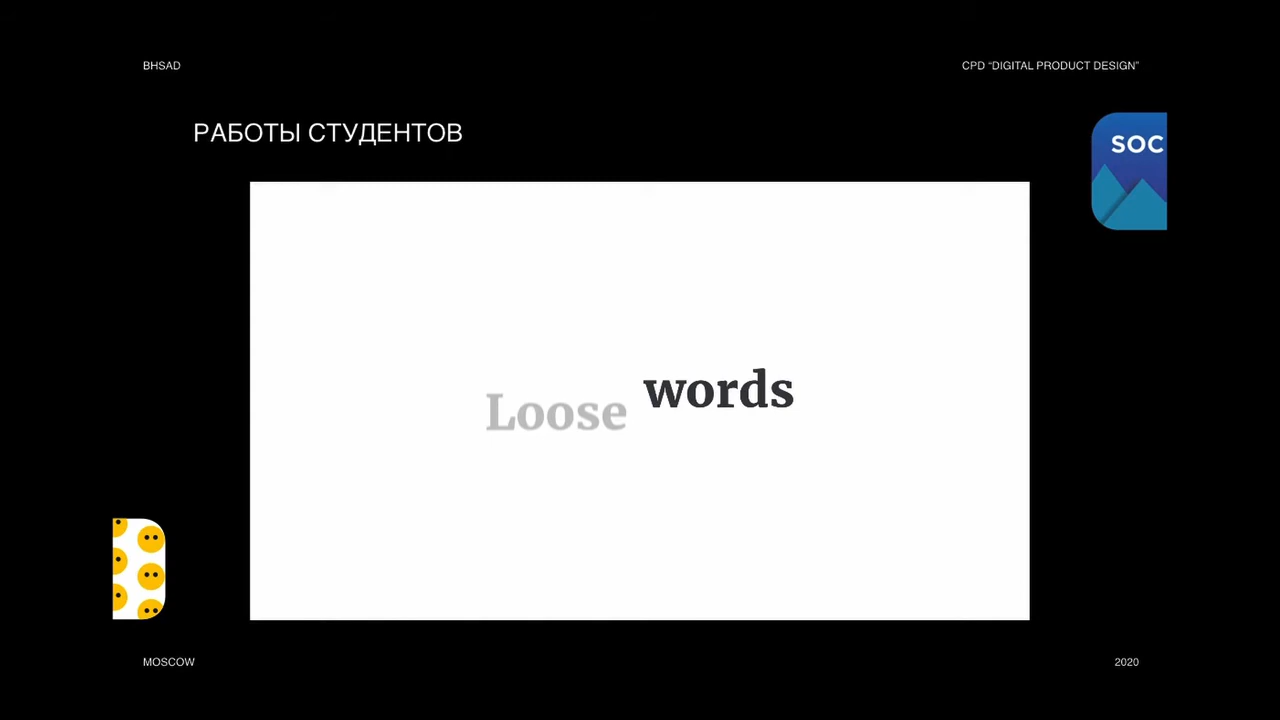 BHSAD
CPD “DIGITAL PRODUCT DESIGN”
РАБОТЫ СТУДЕНТОВ
SOC
Loose words
MOSCOW
2020